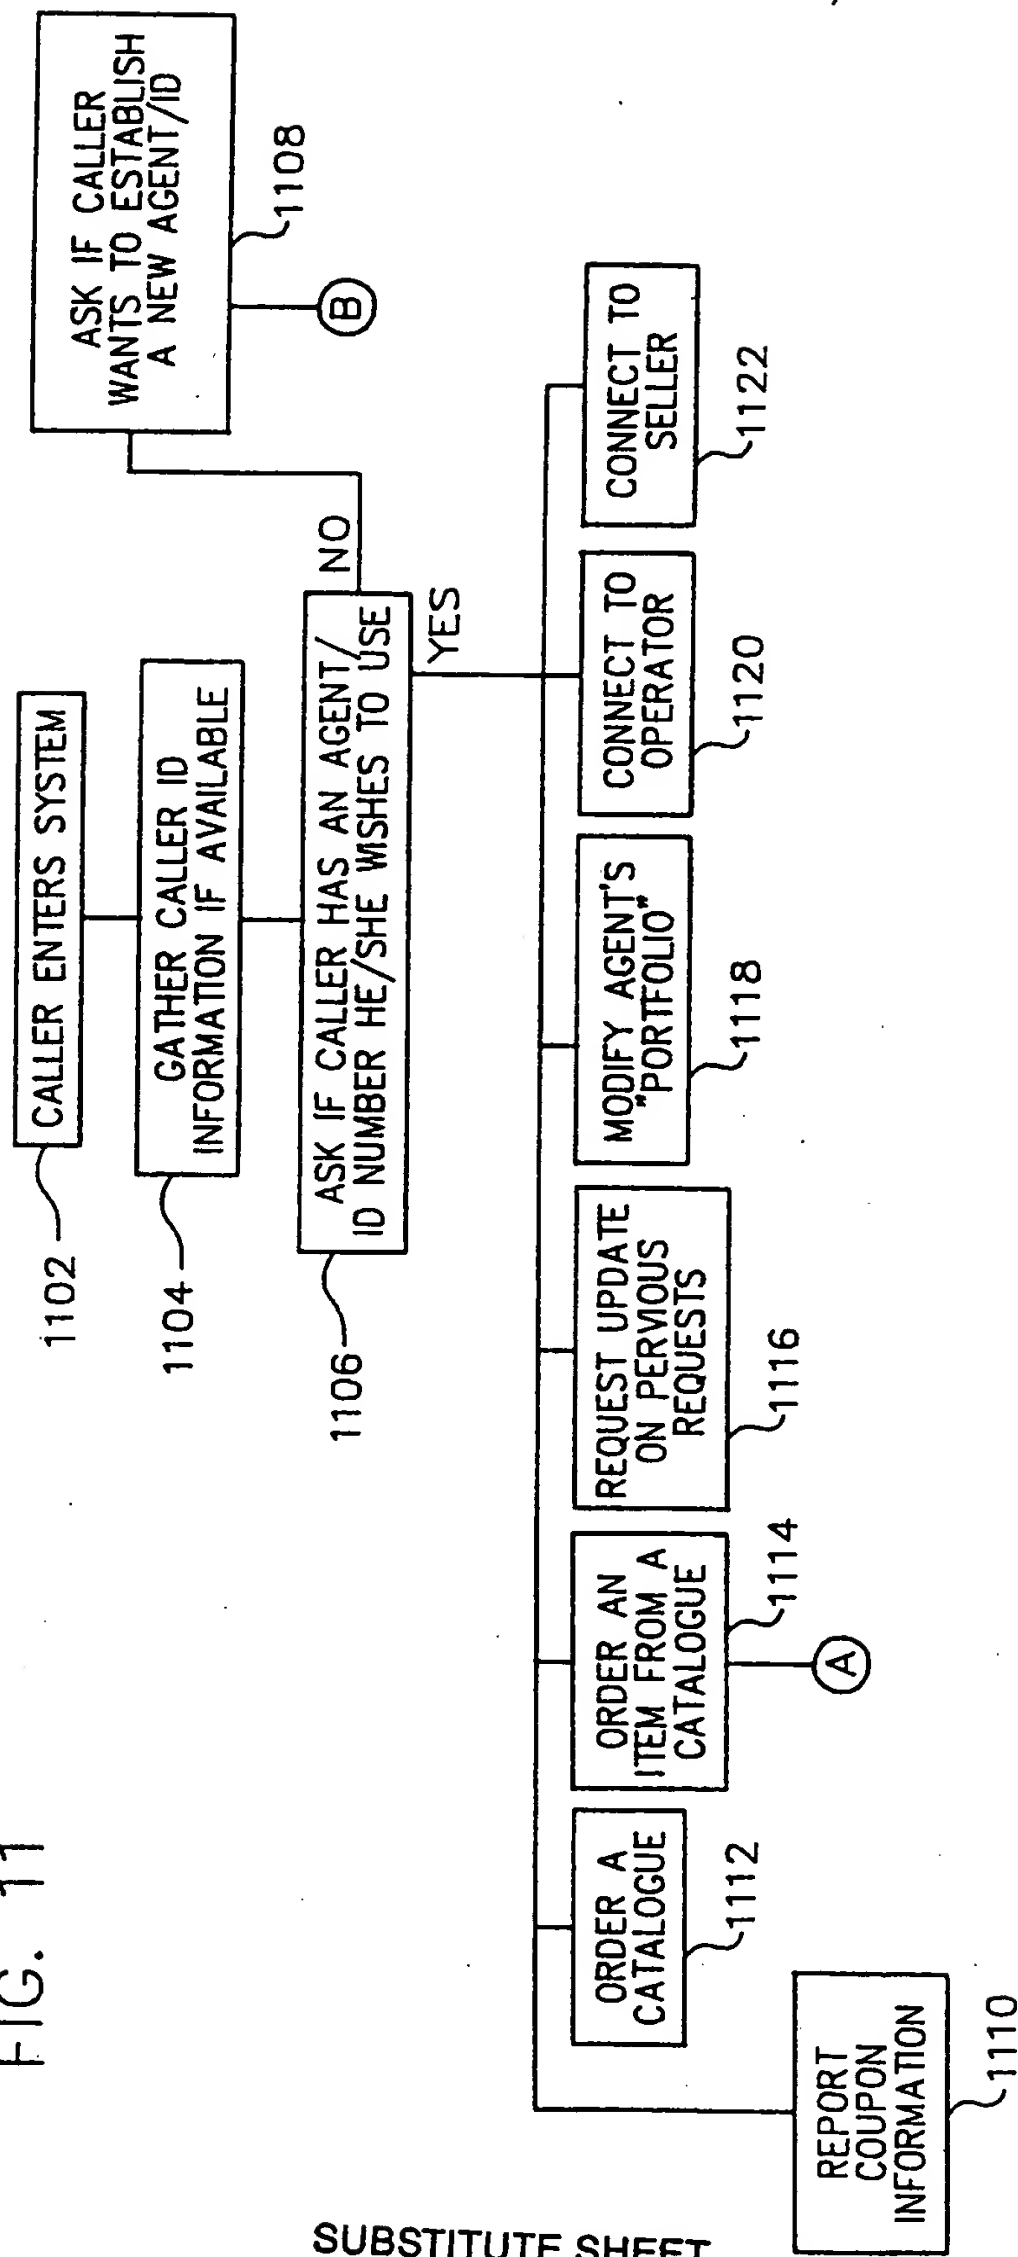 FIG. 11
CALLER ENTERS SYSTEM
1102
GATHER CALLER ID
INFORMATION IF AVAILABLE
1104
ASK IF CALLER HAS AN AGENT/
ID NUMBER HE/SHE WISHES TO USE
1106
NO
YES
ASK IF CALLER
WANTS TO ESTABLISH
A NEW AGENT/ID
1108
B
REPORT
COUPON
INFORMATION
1110
ORDER A
CATALOGUE
1112
ORDER AN
ITEM FROM A
CATALOGUE
1114
A
REQUEST UPDATE
ON PERVIOUS
REQUESTS
1116
MODIFY AGENT'S
"PORTFOLIO"
1118
CONNECT TO
OPERATOR
1120
CONNECT TO
SELLER
1122
SUBSTITUTE SHEET